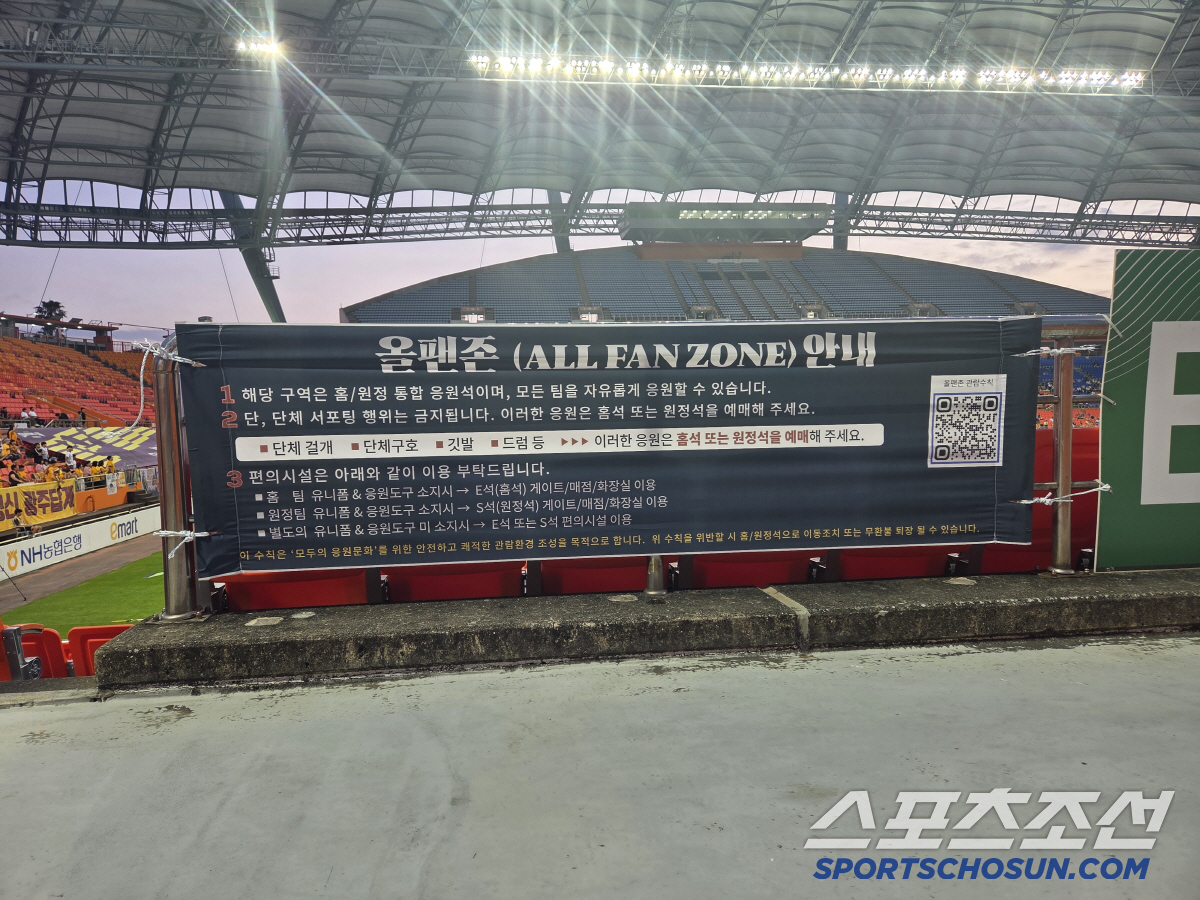 올팬존 (ALL FAN ZONE) 안내
1 해당 구역은 홈/원정 통합 응원석이며, 모든 팀을 자유롭게 응원할 수 있습니다.
2 단, 단체 서포팅 행위는 금지됩니다. 이러한 응원은 홈석 또는 원정석을 예매해 주세요.
■ 단체 걸개 ■ 단체구호 ■ 깃발 ■ 드럼 등 ▶▶▶ 이러한 응원은 홈석 또는 원정석을 예매해 주세요.
3 편의시설은 아래와 같이 이용 부탁드립니다.
■ 홈 팀 유니폼 & 응원도구 소지시 → E석(홈석) 게이트/매점/화장실 이용
■ 원정팀 유니폼 & 응원도구 소지시 → S석(원정석) 게이트/매점/화장실 이용
■ 별도의 유니폼 & 응원도구 미 소지시 → E석 또는 S석 편의시설 이용
이 수칙은 '모두의 응원문화'를 위한 안전하고 쾌적한 관람환경 조성을 목적으로 합니다. 위 수칙을 위반할 시 홈/원정석으로 이동조치 또는 무환불 퇴장 될 수 있습니다.
올팬존 관람수칙
E
광주답게
NH농협은행
emart
스포츠조선
SPORTSCHOSUN.COM